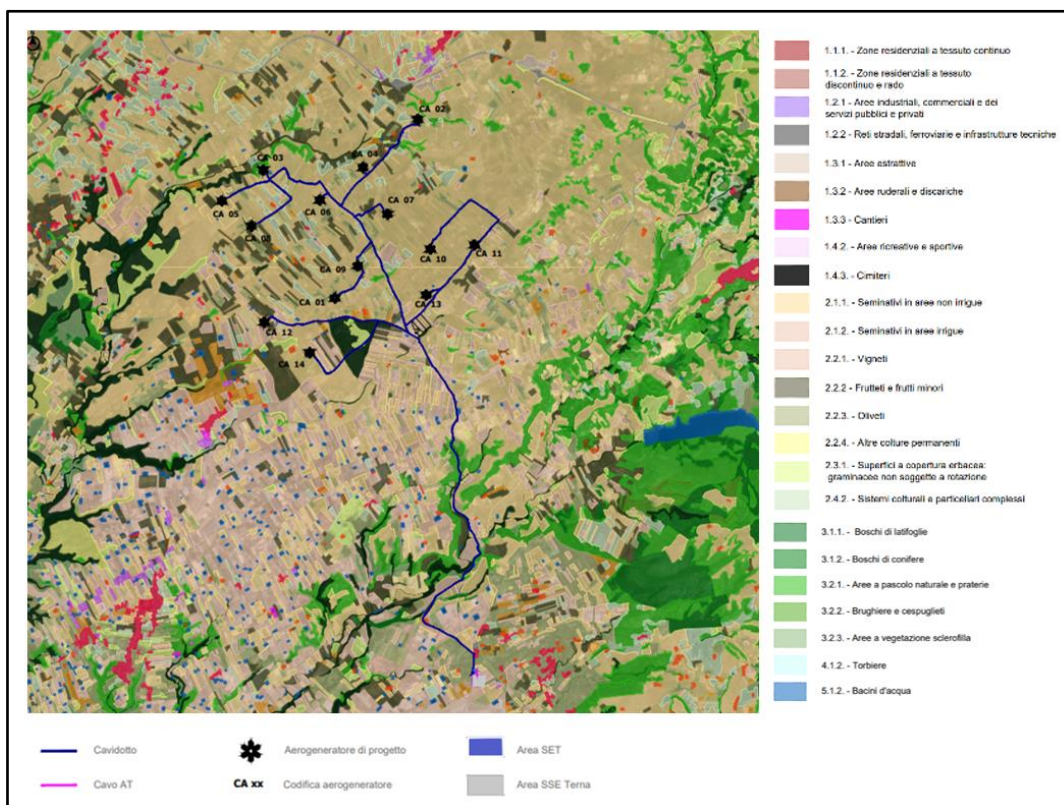 CA 02
CA 03
CA 04
CA 05
CA 06
CA 07
CA 08
CA 10
CA 11
CA 09
CA 01
CA 13
CA 12
CA 14
1.1.1. - Zone residenziali a tessuto continuo
1.1.2. - Zone residenziali a tessuto
discontinuo e rado
1.2.1 - Aree industriali, commerciali e dei
servizi pubblici e privati
1.2.2 - Reti stradali, ferroviarie e infrastrutture tecniche
1.3.1 - Aree estrattive
1.3.2 - Aree ruderali e discariche
1.3.3 - Cantieri
1.4.2. - Aree ricreative e sportive
1.4.3. - Cimiteri
2.1.1. - Seminativi in aree non irrigue
2.1.2. - Seminativi in aree irrigue
2.2.1. - Vigneti
2.2.2 - Frutteti e frutti minori
2.2.3. - Oliveti
2.2.4. - Altre colture permanenti
2.3.1. - Superfici a copertura erbacea:
graminacee non soggette a rotazione
2.4.2. - Sistemi colturali e particellari complessi
3.1.1. - Boschi di latifoglie
3.1.2. - Boschi di conifere
3.2.1. - Aree a pascolo naturale e praterie
3.2.2. - Brughiere e cespuglieti
3.2.3. - Aree a vegetazione sclerofilla
4.1.2. - Torbiere
5.1.2. - Bacini d'acqua
Cavidotto
Aerogeneratore di progetto
Area SET
Cavo AT
CA xx
Codifica aerogeneratore
Area SSE Terna